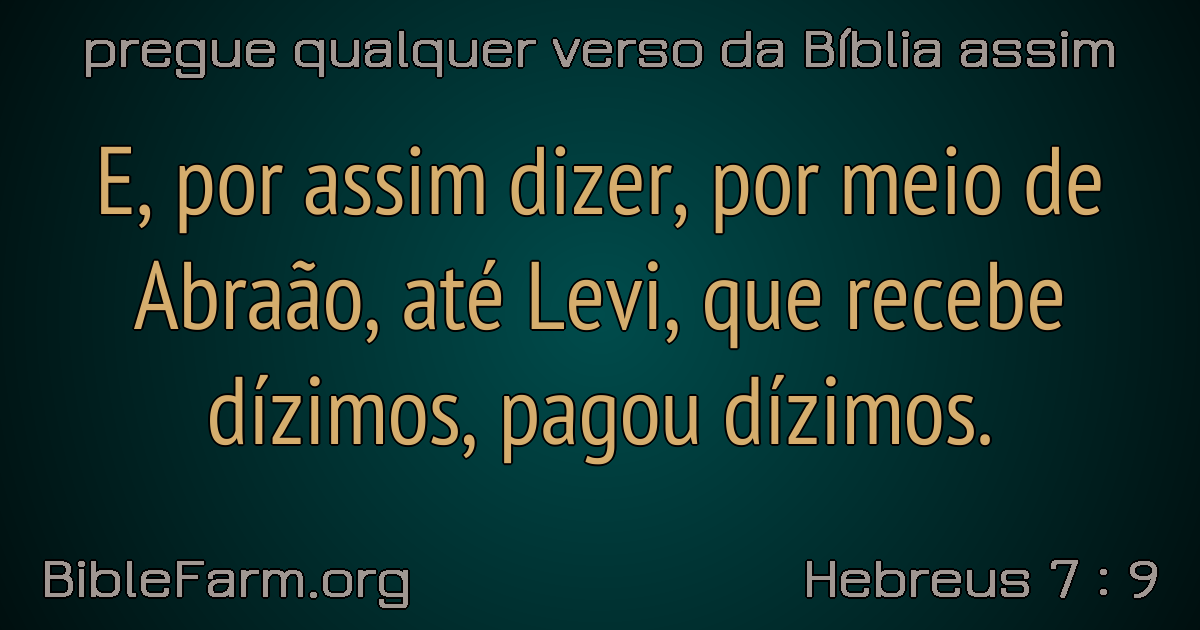 pregue qualquer verso da Bíblia assim
E, por assim dizer, por meio de
Abraão, até Levi, que recebe
dízimos, pagou dízimos.
BibleFarm.org
Hebreus 7 : 9